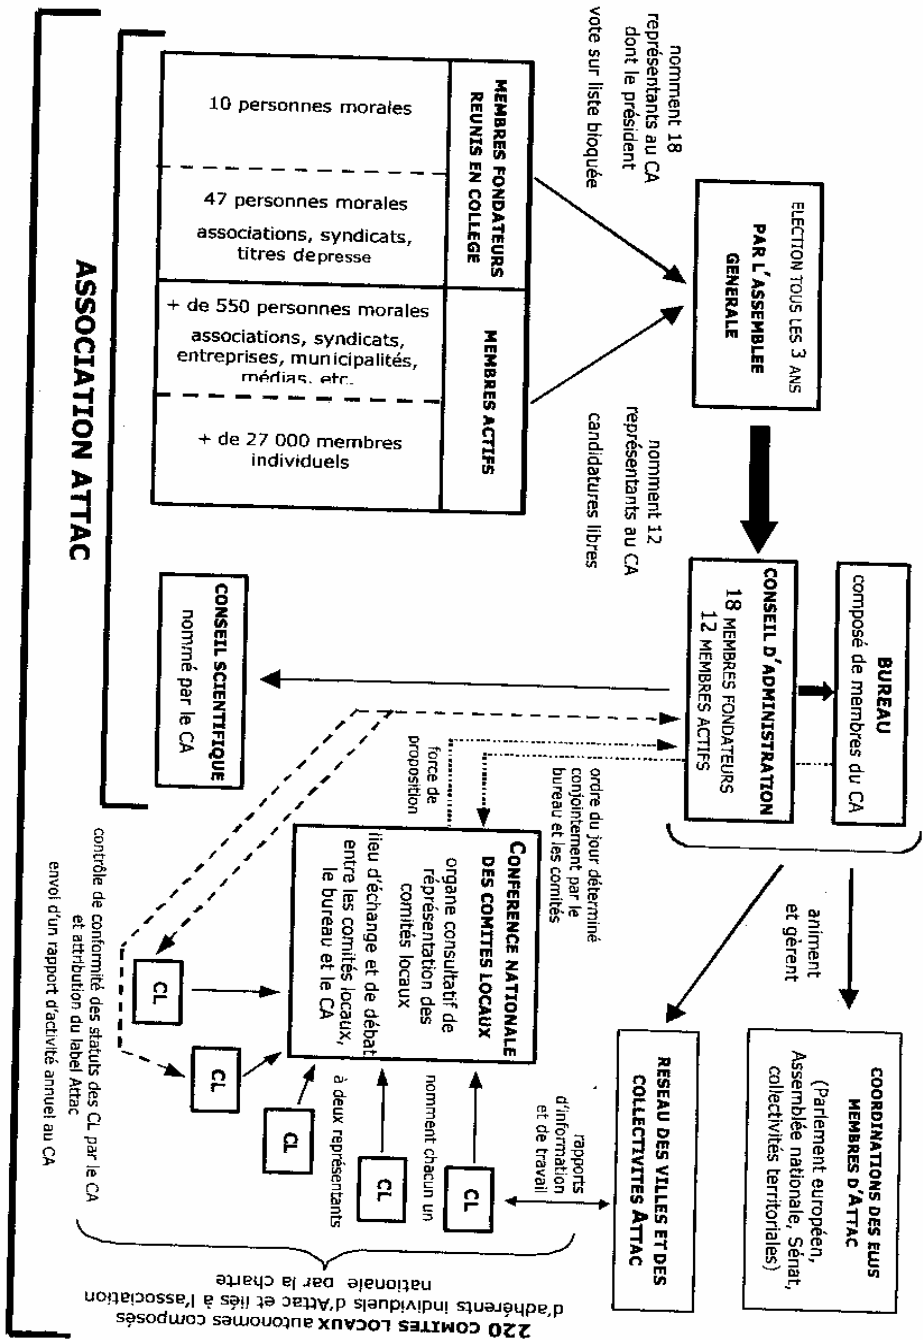 ELECTION TOUS LES 3 ANS
PAR L'ASSEMBLEE
GENERALE
nomment 18
représentants au CA
dont le président
vote sur liste bloquée
nomment 12
représentants au CA
candidatures libres
MEMBRES FONDATEURS
REUNIS EN COLLEGE
10 personnes morales
47 personnes morales
associations, syndicats,
titres depresse
MEMBRES ACTIFS
+ de 550 personnes morales
associations, syndicats,
entreprises, municipalités,
médias, etc.
+ de 27 000 membres
individuels
ASSOCIATION ATTAC
BUREAU
composé de membres du CA
CONSEIL D'ADMINISTRATION
18 MEMBRES FONDATEURS
12 MEMBRES ACTIFS
CONSEIL SCIENTIFIQUE
nommé par le CA
ordre du jour déterminé
conjointement par le
bureau et les comités
force de
proposition
CONFERENCE NATIONALE
DES COMITES LOCAUX
organe consultatif de
réprésentation des
comités locaux
lieu d'échange et de débat
entre les comités locaux,
le bureau et le CA
animent
et gèrent
COORDINATIONS DES ELUS
MEMBRES D'ATTAC
(Parlement européen,
Assemblée nationale, Sénat,
collectivités territoriales)
RESEAU DES VILLES ET DES
COLLECTIVITES ATTAC
rapports
d'information
et de travail
CL
CL
CL
CL
CL
nomment chacun un
à deux représentants
contrôle de conformité des statuts des CL par le CA
et attribution du label Attac
envoi d'un rapport d'activité annuel au CA
220 COMITES LOCAUX autonomes composés
d'adhérents individuels d'Attac et liés à l'association
nationale par la charte